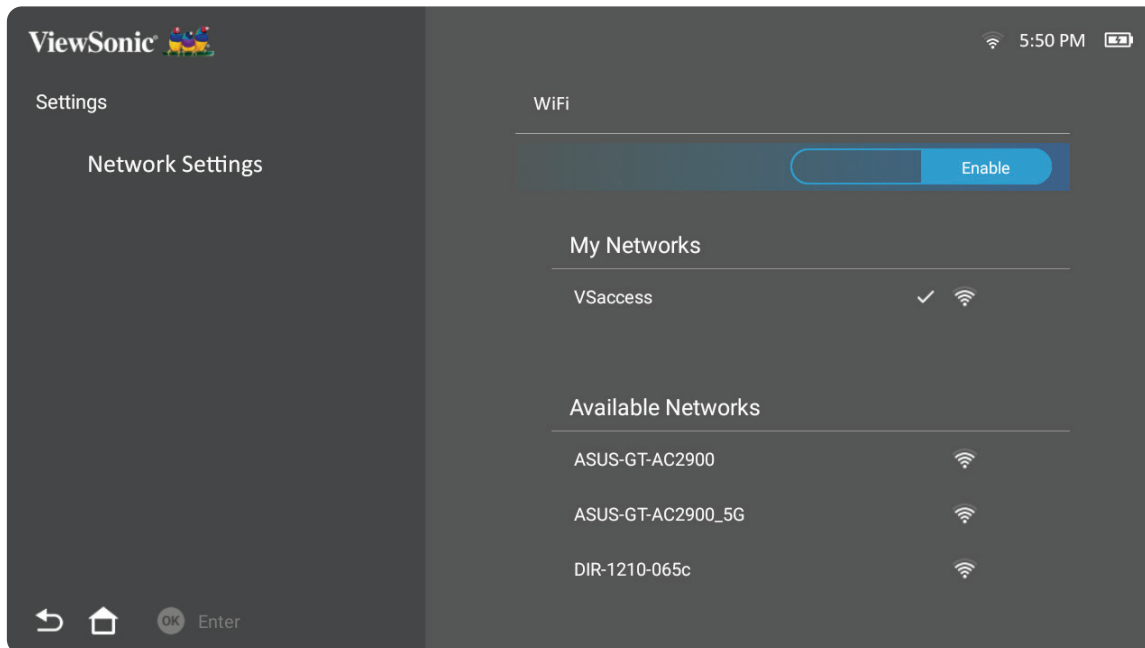 ViewSonic®
5:50 PM
Settings
Network Settings
WiFi
Enable
My Networks
VSaccess
Available Networks
ASUS-GT-AC2900
ASUS-GT-AC2900_5G
DIR-1210-065c
OK Enter